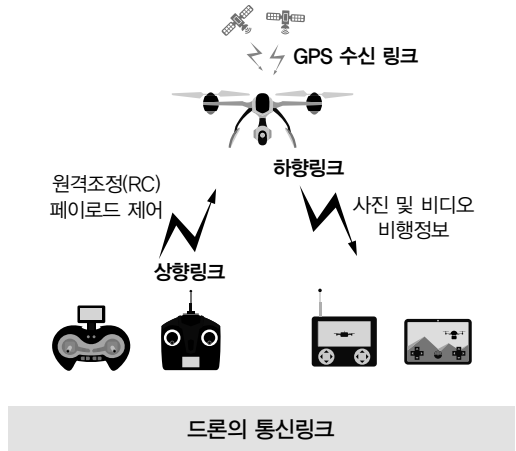 GPS 수신 링크
하향링크
원격조정(RC)
페이로드 제어
사진 및 비디오
비행정보
상향링크
드론의 통신링크